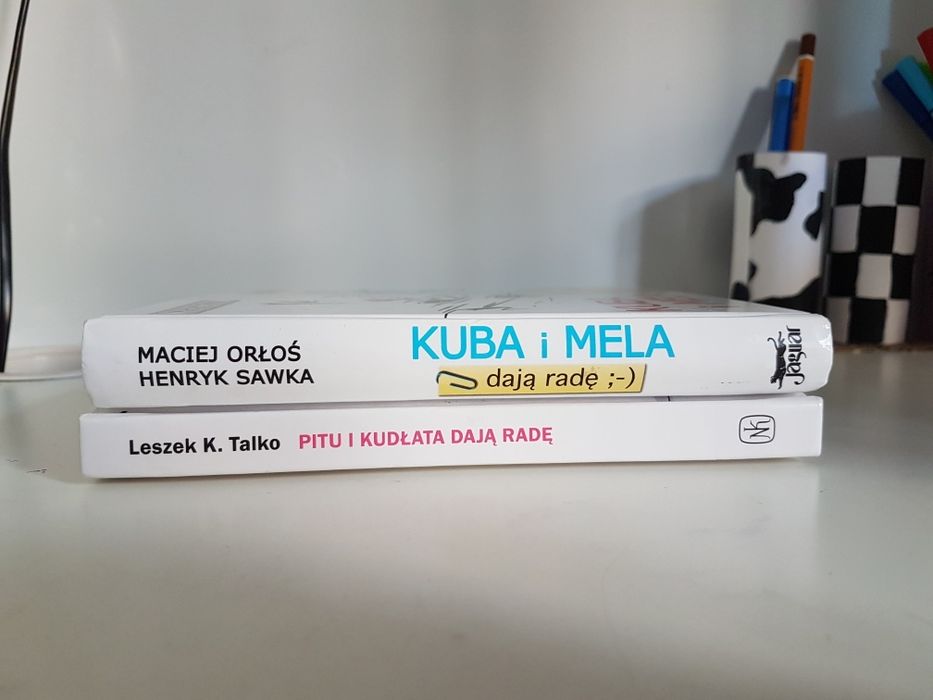 MACIEJ ORŁOŚ
HENRYK SAWKA
KUBA i MELA
dają radę ;-)
Jaguar
Leszek K. Talko PITU I KUDŁATA DAJĄ RADĘ